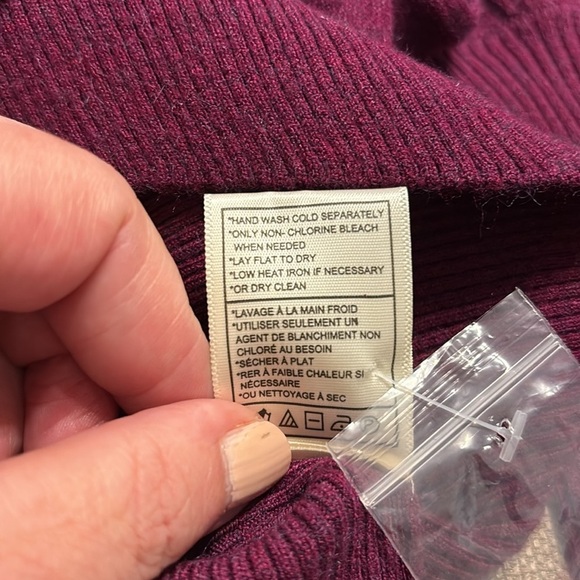 *HAND WASH COLD SEPARATELY
*ONLY NON- CHLORINE BLEACH
WHEN NEEDED
*LAY FLAT TO DRY
*LOW HEAT IRON IF NECESSARY
*OR DRY CLEAN
*LAVAGE À LA MAIN FROID
*UTILISER SEULEMENT UN
AGENT DE BLANCHIMENT NON
CHLORÉ AU BESOIN
*SÉCHER À PLAT
*RER À FAIBLE CHALEUR SI
NÉCESSAIRE
*OU NETTOYAGE À SEC